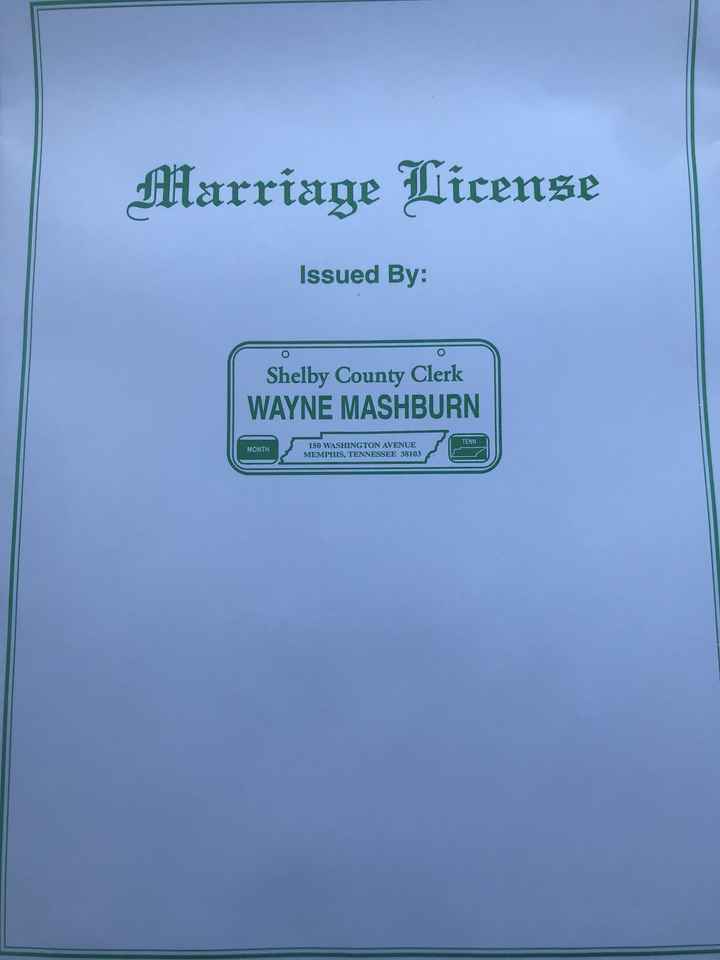 Marriage License
Issued By:
Shelby County Clerk
WAYNE MASHBURN
MONTH
150 WASHINGTON AVENUE
MEMPHIS, TENNESSEE 38103
TENN